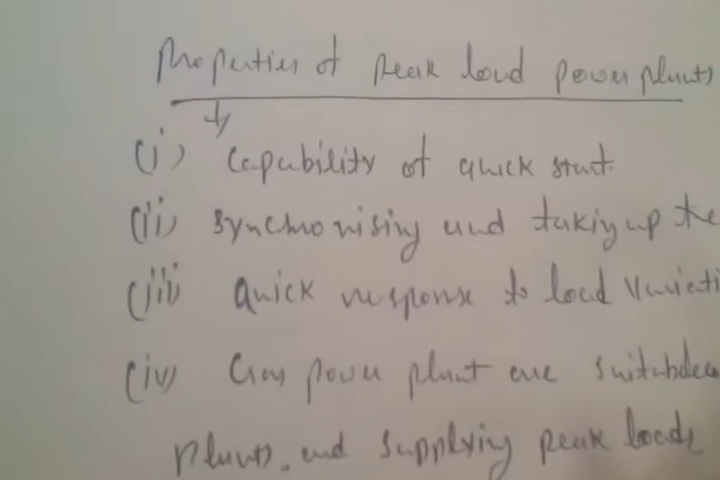 Properties of peak load power plants
(i) Capability of quick start
(ii) synchronising and taking up the
(iii) quick response to load variati
(iv) Gas power plant are suitable
plants. and supplying peak loads